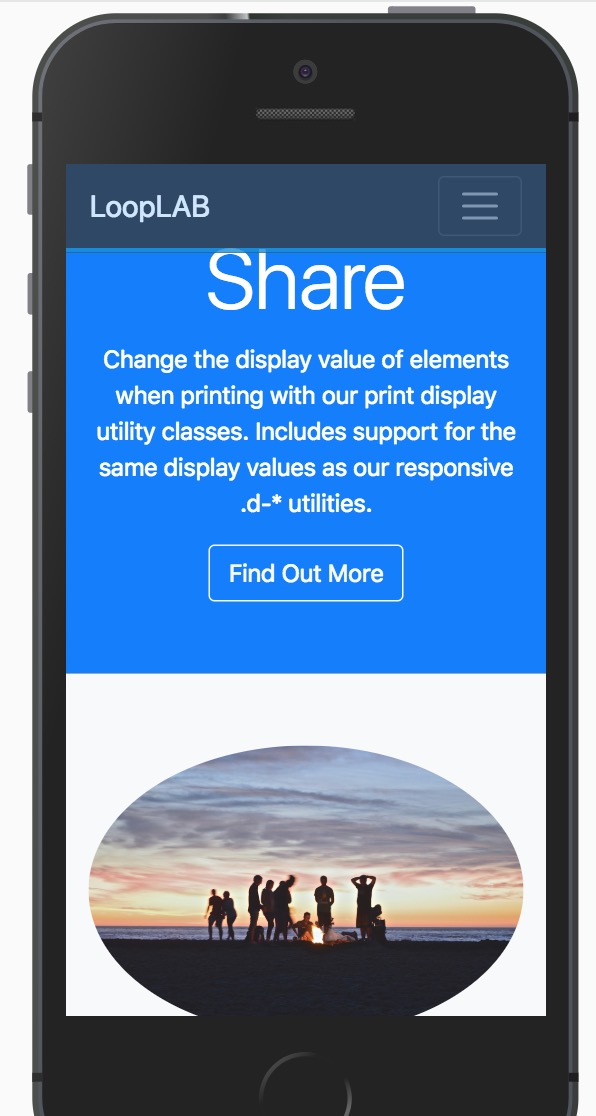 LoopLAB
Share
Change the display value of elements
when printing with our print display
utility classes. Includes support for the
same display values as our responsive
.d-* utilities.
Find Out More